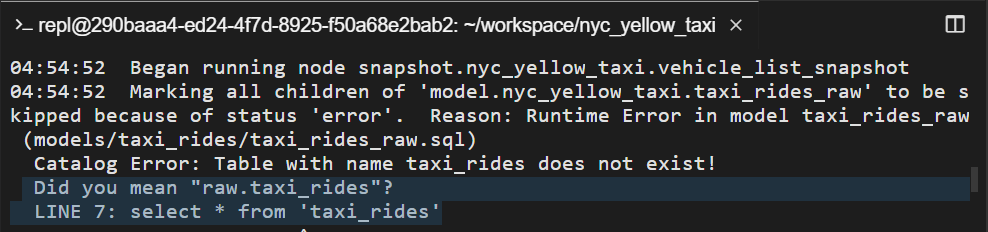 >_ repl@290baaa4-ed24-4f7d-8925-f50a68e2bab2: ~/workspace/nyc_yellow_taxi ×
04:54:52  Began running node snapshot.nyc_yellow_taxi.vehicle_list_snapshot
04:54:52  Marking all children of 'model.nyc_yellow_taxi.taxi_rides_raw' to be s
kipped because of status 'error'.  Reason: Runtime Error in model taxi_rides_raw
 (models/taxi_rides/taxi_rides_raw.sql)
  Catalog Error: Table with name taxi_rides does not exist!
  Did you mean "raw.taxi_rides"?
  LINE 7: select * from 'taxi_rides'